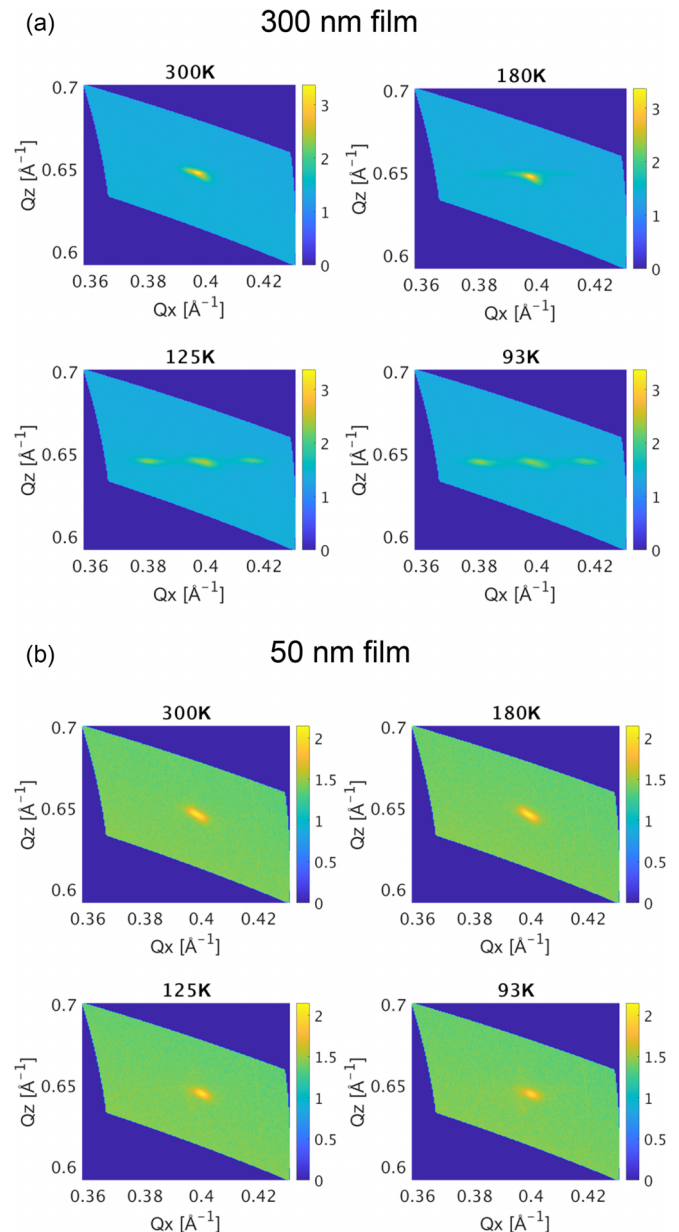 (a) 300 nm film
300K 180K
0.7 0.7
3 3
Qz [Å⁻¹] 0.65 2 Qz [Å⁻¹] 0.65 2
1 1
0.6 0 0.6 0
0.36 0.38 0.4 0.42 0.36 0.38 0.4 0.42
Qx [Å⁻¹] Qx [Å⁻¹]
125K 93K
0.7 0.7
3 3
Qz [Å⁻¹] 0.65 2 Qz [Å⁻¹] 0.65 2
1 1
0.6 0 0.6 0
0.36 0.38 0.4 0.42 0.36 0.38 0.4 0.42
Qx [Å⁻¹] Qx [Å⁻¹]
(b) 50 nm film
300K 180K
0.7 2 0.7 2
1.5 1.5
Qz [Å⁻¹] 0.65 1 Qz [Å⁻¹] 0.65 1
0.5 0.5
0.6 0 0.6 0
0.36 0.38 0.4 0.42 0.36 0.38 0.4 0.42
Qx [Å⁻¹] Qx [Å⁻¹]
125K 93K
0.7 2 0.7 2
1.5 1.5
Qz [Å⁻¹] 0.65 1 Qz [Å⁻¹] 0.65 1
0.5 0.5
0.6 0 0.6 0
0.36 0.38 0.4 0.42 0.36 0.38 0.4 0.42
Qx [Å⁻¹] Qx [Å⁻¹]